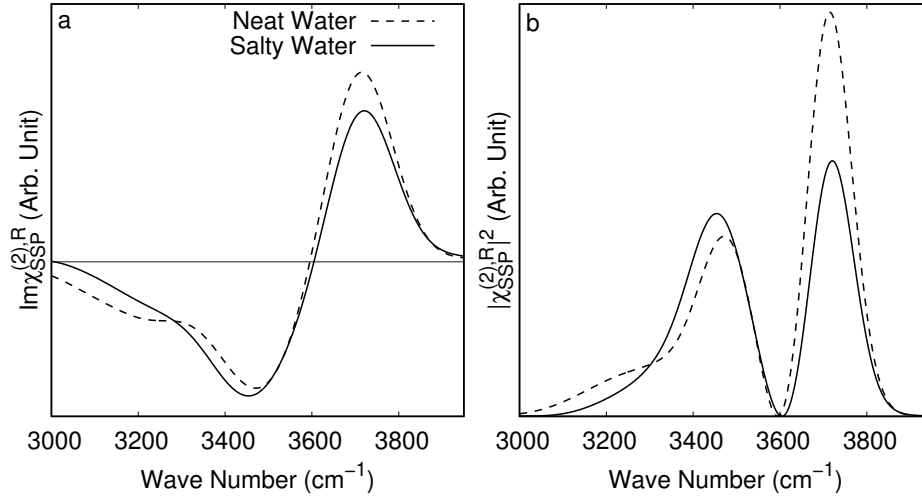 a
Neat Water
Salty Water
Imχ(2),R SSP (Arb. Unit)
3000 3200 3400 3600 3800
Wave Number (cm−1)
b
|χ(2),R SSP|2 (Arb. Unit)
3000 3200 3400 3600 3800
Wave Number (cm−1)